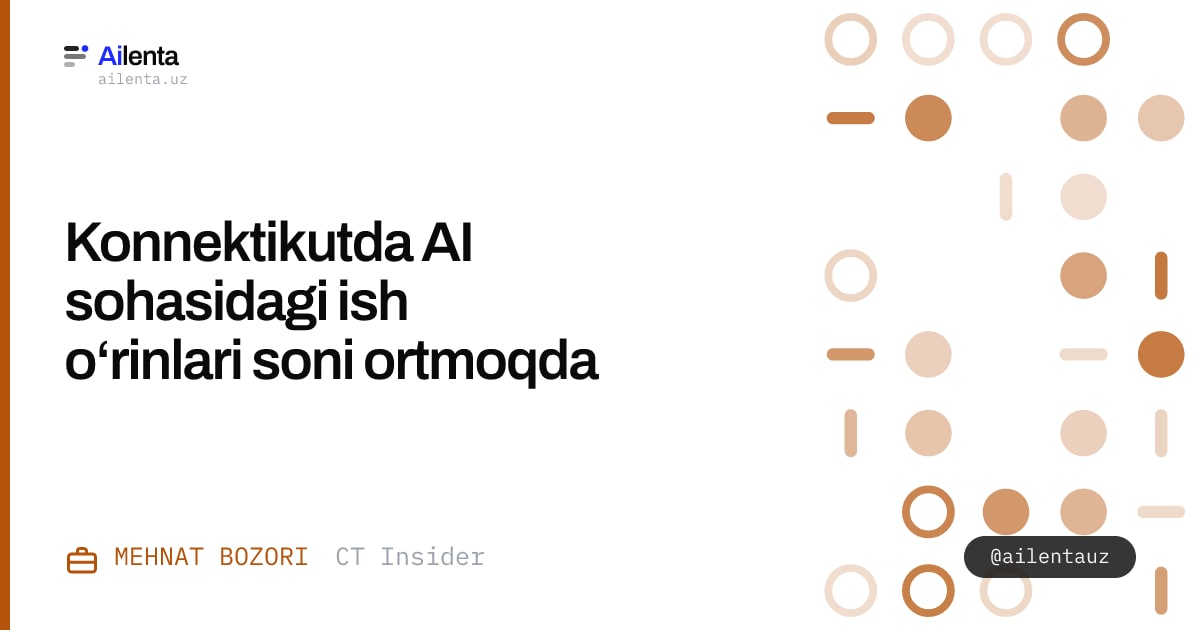 Ailenta
ailenta.uz
Konnektikutda AI
sohasidagi ish
o‘rinlari soni ortmoqda
MEHNAT BOZORI CT Insider
@ailentauz